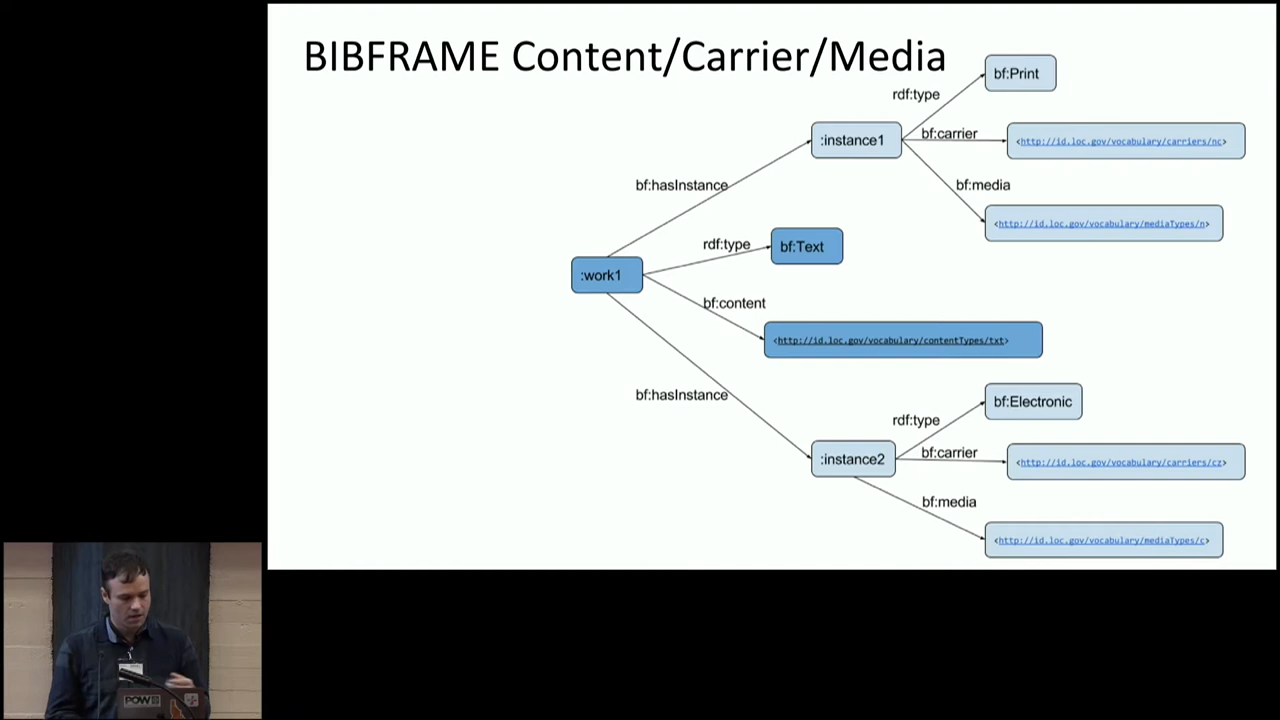 BIBFRAME Content/Carrier/Media
bf:Print
rdf:type
:instance1
bf:carrier
<http://id.loc.gov/vocabulary/carriers/nc>
bf:media
bf:hasInstance
<http://id.loc.gov/vocabulary/mediaTypes/n>
rdf:type
bf:Text
:work1
bf:content
<http://id.loc.gov/vocabulary/contentTypes/txt>
bf:hasInstance
bf:Electronic
rdf:type
:instance2
bf:carrier
<http://id.loc.gov/vocabulary/carriers/cz>
bf:media
<http://id.loc.gov/vocabulary/mediaTypes/c>